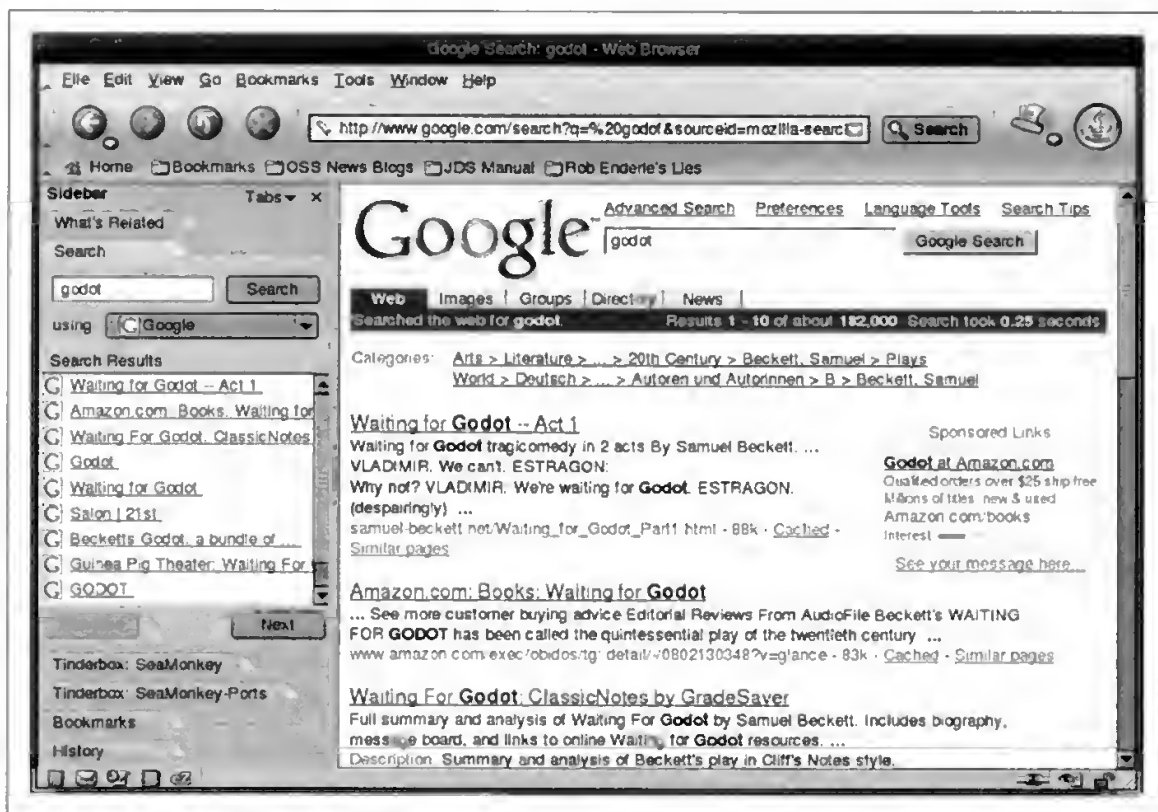 Google Search: godot - Web Browser
File Edit View Go Bookmarks Tools Window Help
http://www.google.com/search?q=%20godot&sourceid=mozilla-searc Search
Home Bookmarks OSS News Blogs JDS Manual Rob Enderle's Lies
Sidebar Tabs x
What's Related
Search
godot Search
using Google
Search Results
Waiting for Godot -- Act 1
Amazon.com: Books: Waiting for
Waiting For Godot: ClassicNotes
Godot
Waiting for Godot
Salon | 21st
Becketts Godot, a bundle of ...
Guinea Pig Theater: Waiting For
GODOT
Next
Tinderbox: SeaMonkey
Tinderbox: SeaMonkey-Ports
Bookmarks
History
Google™
Advanced Search Preferences Language Tools Search Tips
godot Google Search
Web Images Groups Directory News
Searched the web for godot. Results 1 - 10 of about 182,000. Search took 0.25 seconds
Categories: Arts > Literature > ... > 20th Century > Beckett, Samuel > Plays
World > Deutsch > ... > Autoren und Autorinnen > B > Beckett, Samuel
Waiting for Godot -- Act 1
Waiting for Godot tragicomedy in 2 acts By Samuel Beckett. ...
VLADIMIR. We can't. ESTRAGON:
Why not? VLADIMIR. We're waiting for Godot. ESTRAGON.
(despairingly) ...
samuel-beckett.net/Waiting_for_Godot_Part1.html - 88k - Cached -
Similar pages
Sponsored Links
Godot at Amazon.com
Qualified orders over $25 ship free
Millions of titles, new & used.
Amazon.com/books
Interest
See your message here...
Amazon.com: Books: Waiting for Godot
... See more customer buying advice Editorial Reviews From AudioFile Beckett's WAITING
FOR GODOT has been called the quintessential play of the twentieth century ...
www.amazon.com/exec/obidos/tg/detail/-/0802130348?v=glance - 83k - Cached - Similar pages
Waiting For Godot: ClassicNotes by GradeSaver
Full summary and analysis of Waiting For Godot by Samuel Beckett. Includes biography,
message board, and links to online Waiting for Godot resources. ...
Description: Summary and analysis of Beckett's play in Cliff's Notes style.